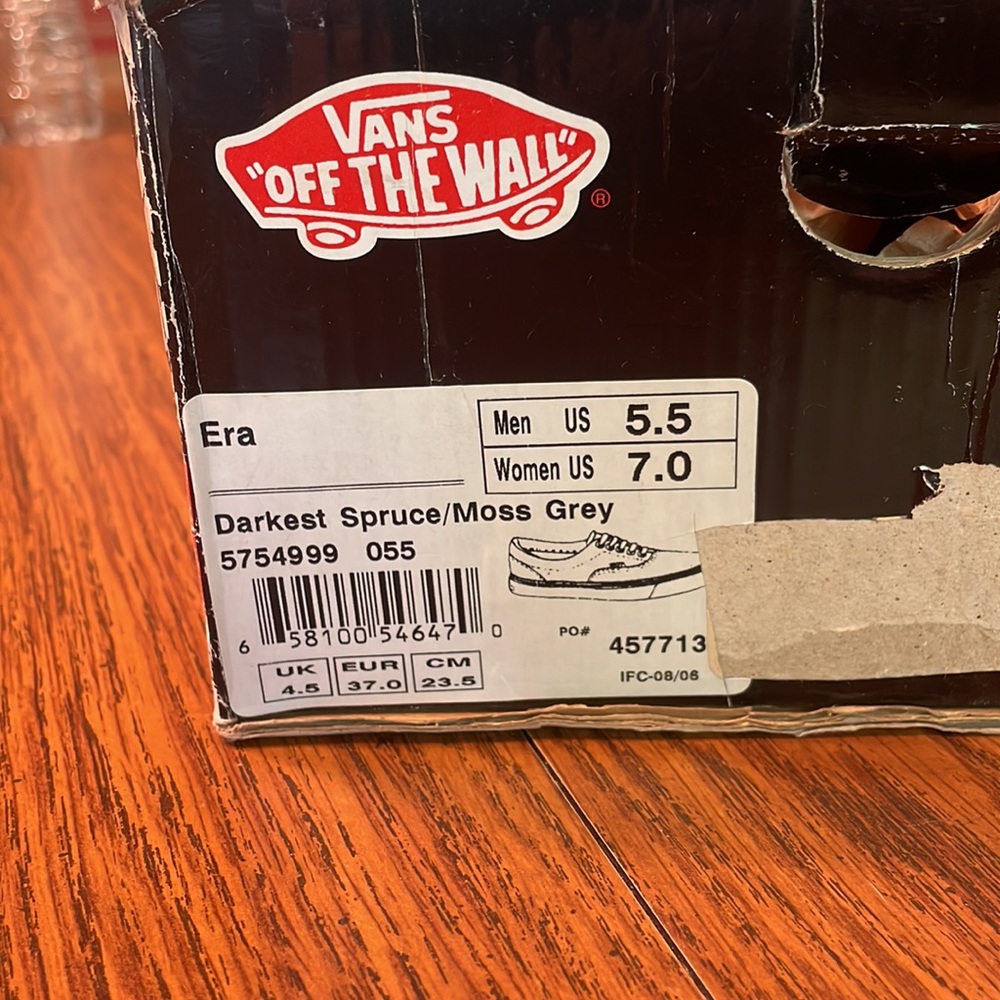 VANS
"OFF THE WALL"
®
Era
Men US 5.5
Women US 7.0
Darkest Spruce/Moss Grey
5754999 055
6 58100 54647 0
PO# 457713
UK EUR CM
4.5 37.0 23.5
IFC-08/06